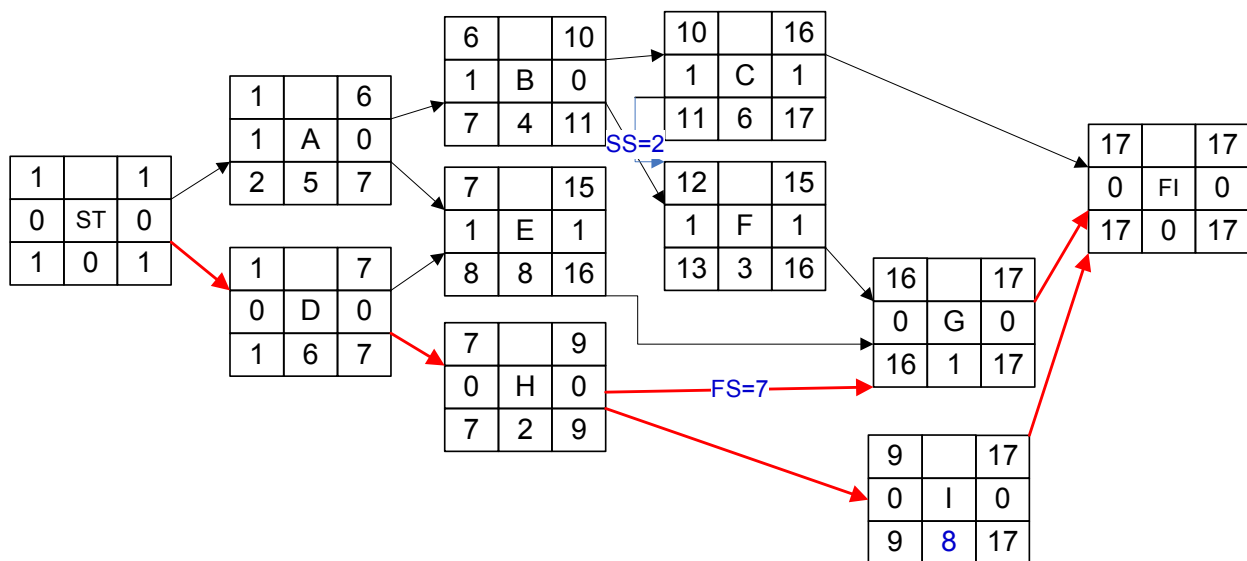 1 1
0 ST 0
1 0 1
1 6
1 A 0
2 5 7
1 7
0 D 0
1 6 7
6 10
1 B 0
7 4 11
7 15
1 E 1
8 8 16
7 9
0 H 0
7 2 9
10 16
1 C 1
11 6 17
SS=2
12 15
1 F 1
13 3 16
FS=7
16 17
0 G 0
16 1 17
9 17
0 I 0
9 8 17
17 17
0 FI 0
17 0 17